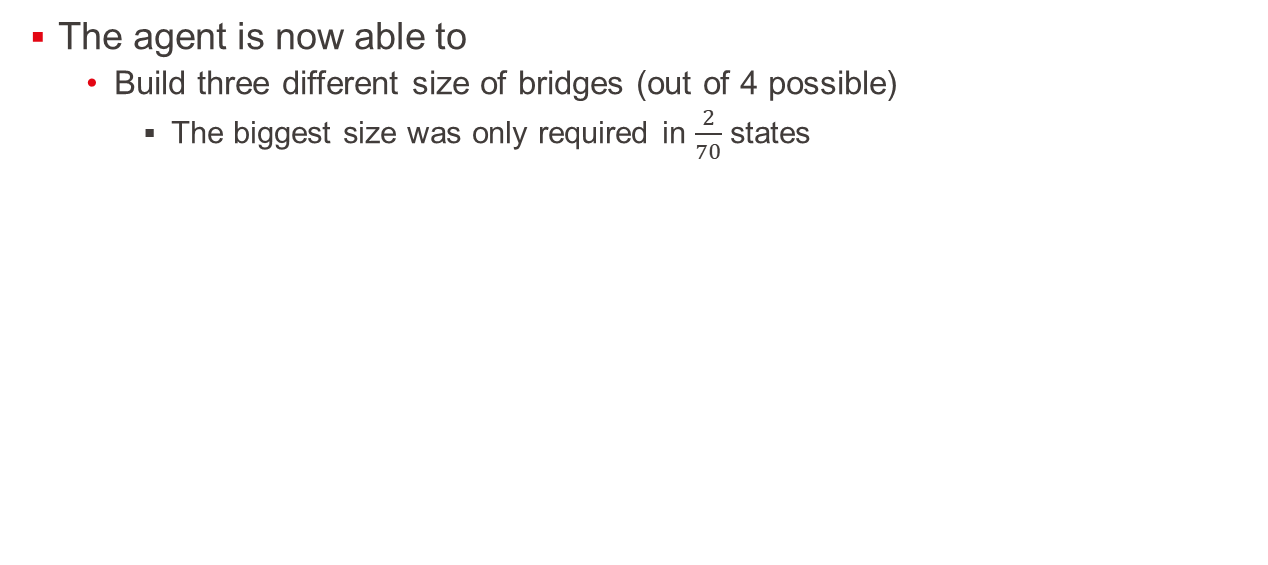 ▪ The agent is now able to
• Build three different size of bridges (out of 4 possible)
▪ The biggest size was only required in 2/70 states